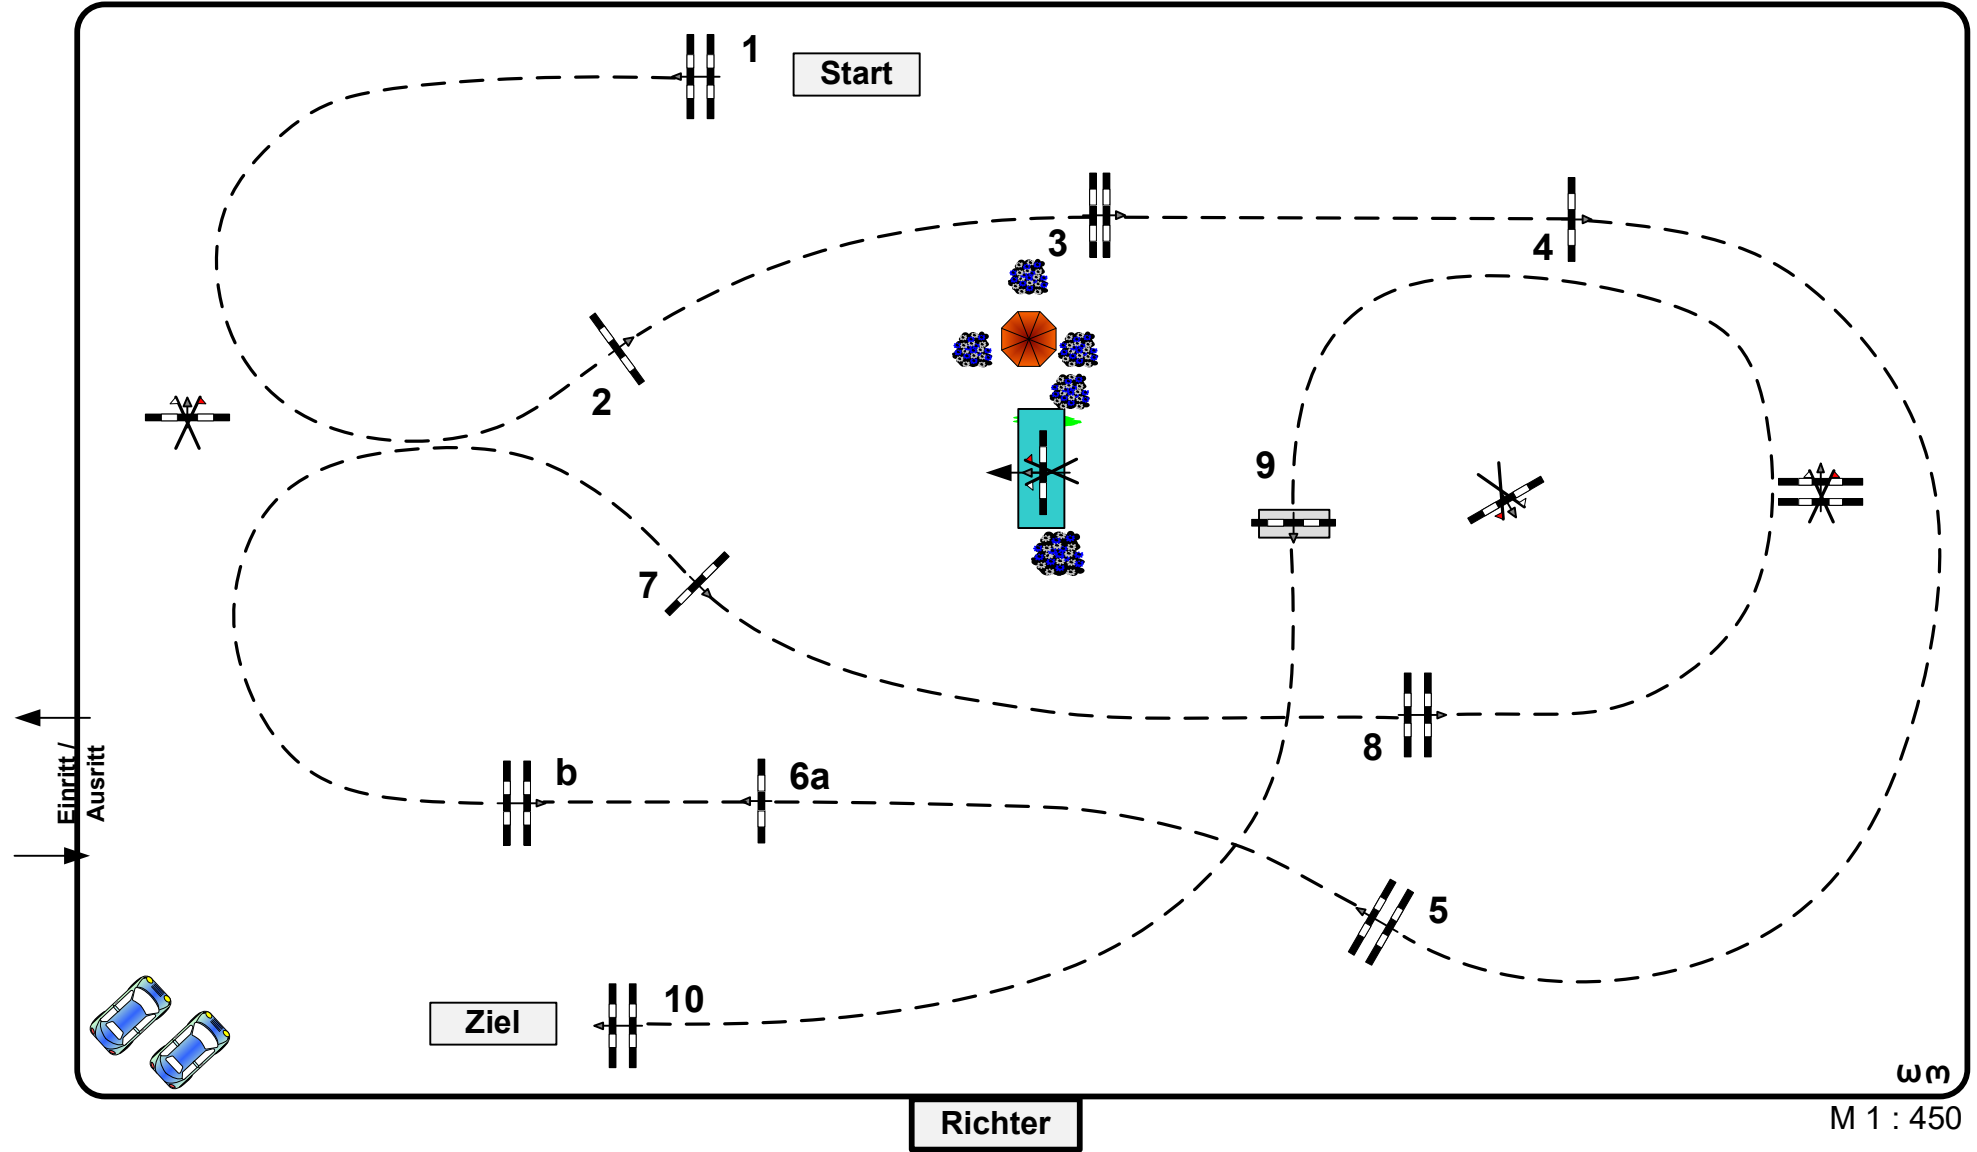 1
Start
3
4
2
9
7
8
Einritt /
Ausritt
b
6a
5
10
Ziel
ωm
Richter
M 1 : 450